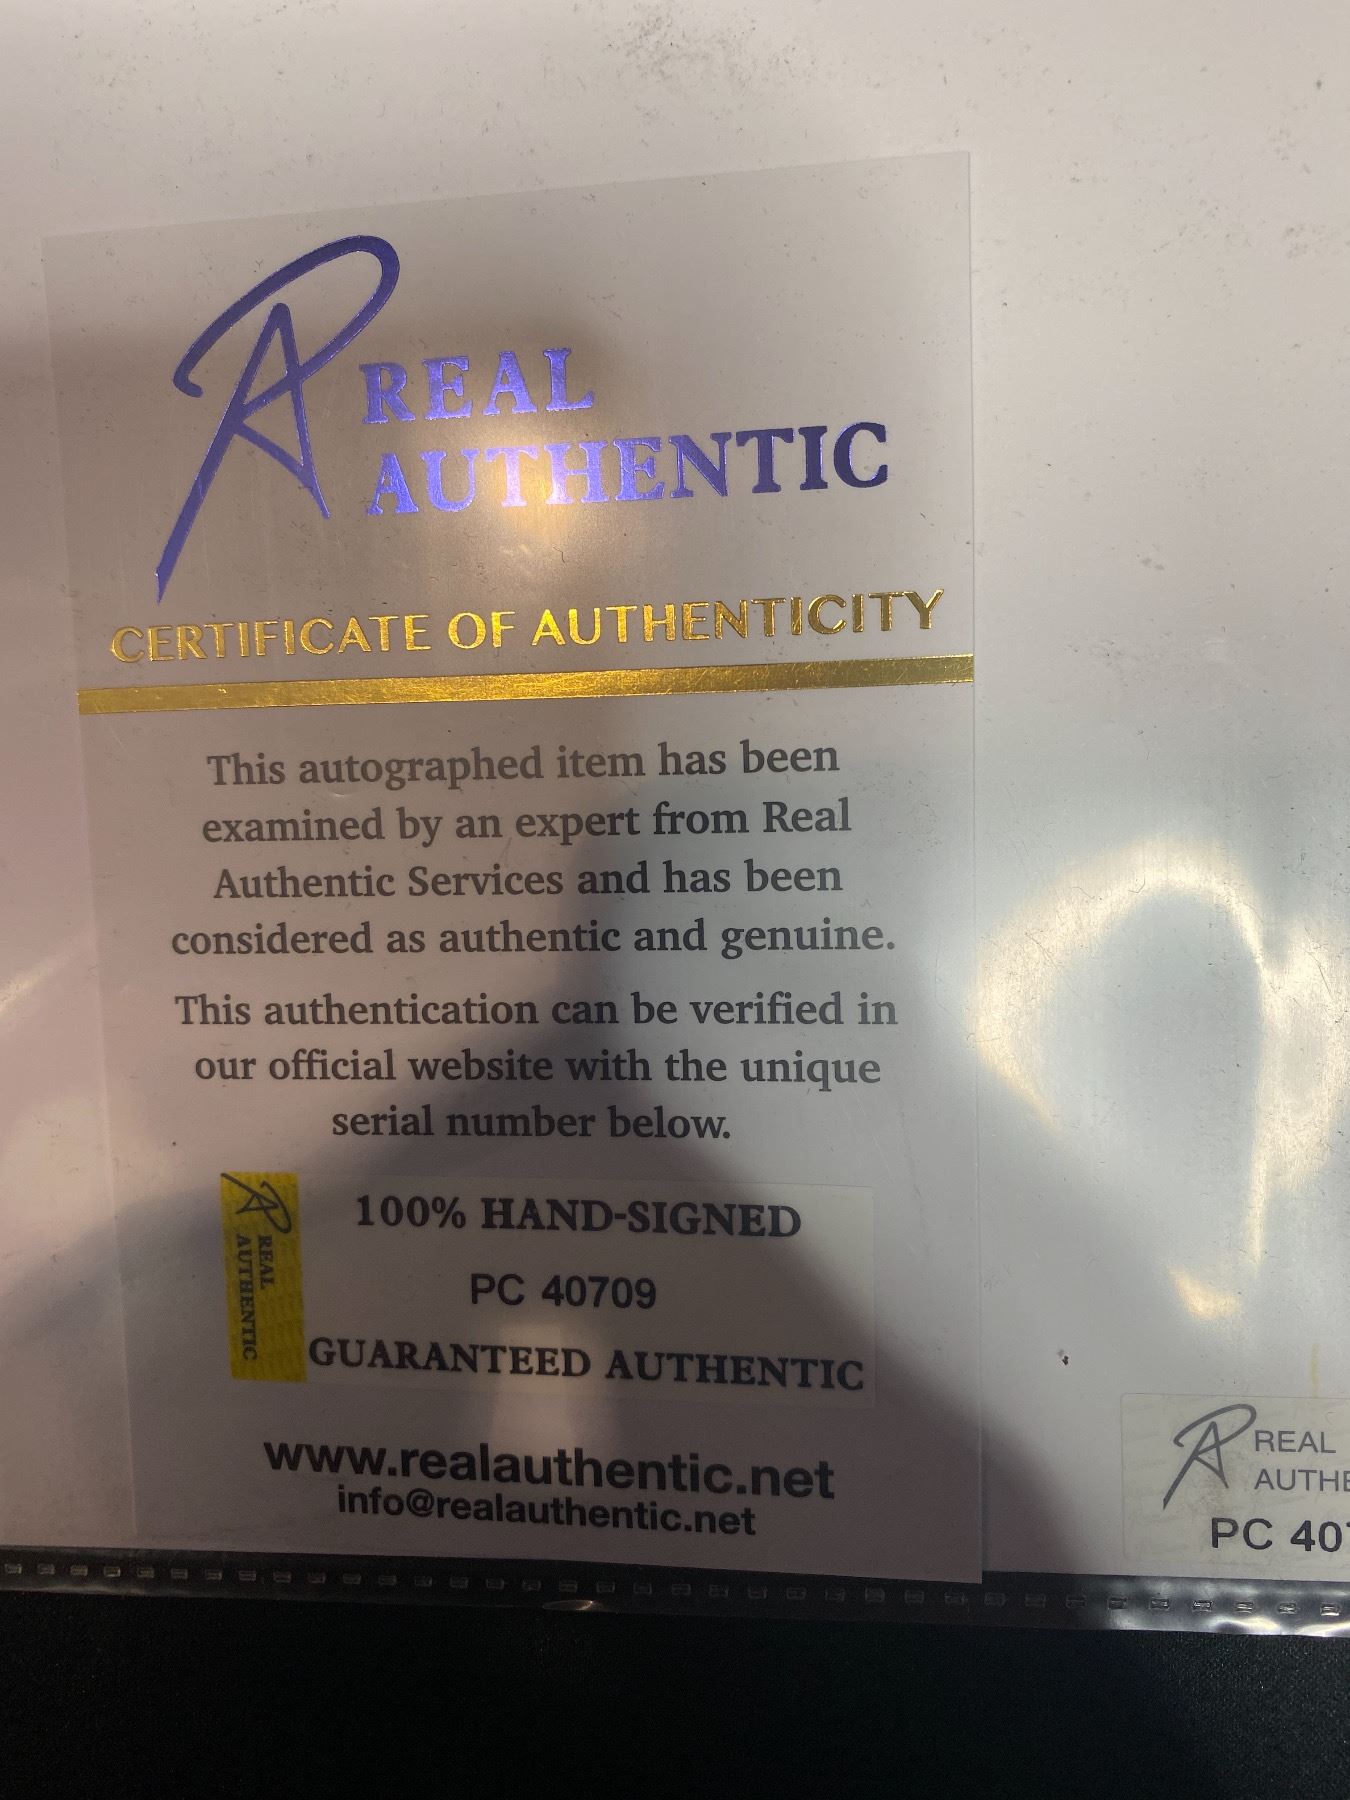 REAL
AUTHENTIC
CERTIFICATE OF AUTHENTICITY
This autographed item has been
examined by an expert from Real
Authentic Services and has been
considered as authentic and genuine.
This authentication can be verified in
our official website with the unique
serial number below.
REAL
AUTHENTIC
100% HAND-SIGNED
PC 40709
GUARANTEED AUTHENTIC
www.realauthentic.net
info@realauthentic.net
REAL
AUTHE
PC 40